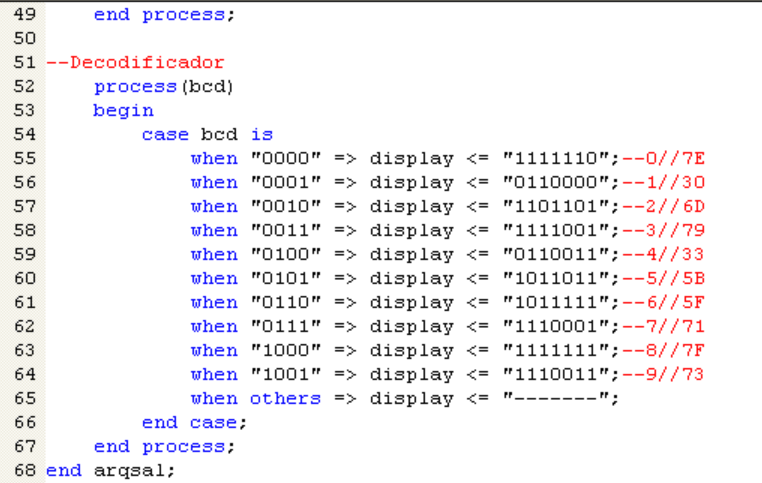 49     end process;
50
51 --Decodificador
52     process(bcd)
53     begin
54         case bcd is
55             when "0000" => display <= "1111110";--0//7E
56             when "0001" => display <= "0110000";--1//30
57             when "0010" => display <= "1101101";--2//6D
58             when "0011" => display <= "1111001";--3//79
59             when "0100" => display <= "0110011";--4//33
60             when "0101" => display <= "1011011";--5//5B
61             when "0110" => display <= "1011111";--6//5F
62             when "0111" => display <= "1110001";--7//71
63             when "1000" => display <= "1111111";--8//7F
64             when "1001" => display <= "1110011";--9//73
65             when others => display <= "-------";
66         end case;
67     end process;
68 end arqsal;